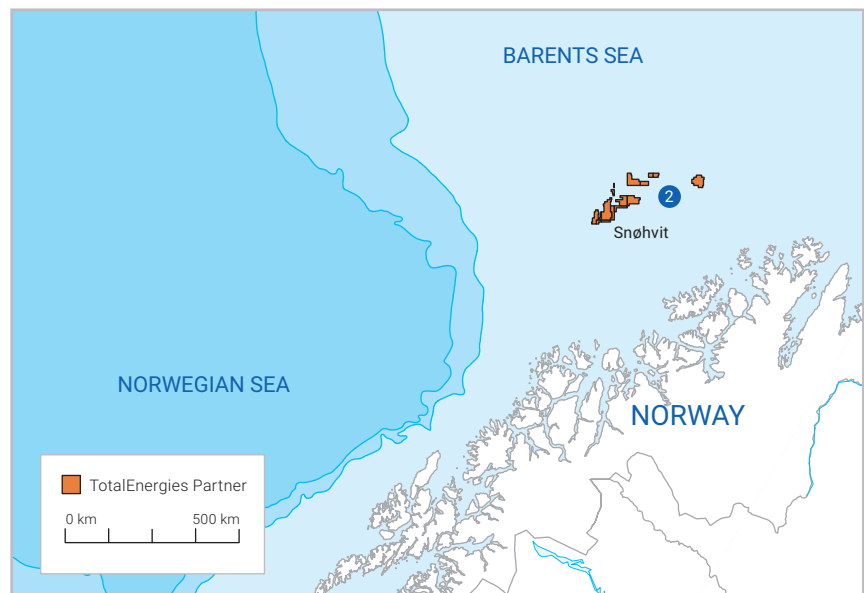 BARENTS SEA
2
Snøhvit
NORWEGIAN SEA
NORWAY
TotalEnergies Partner
0 km 500 km